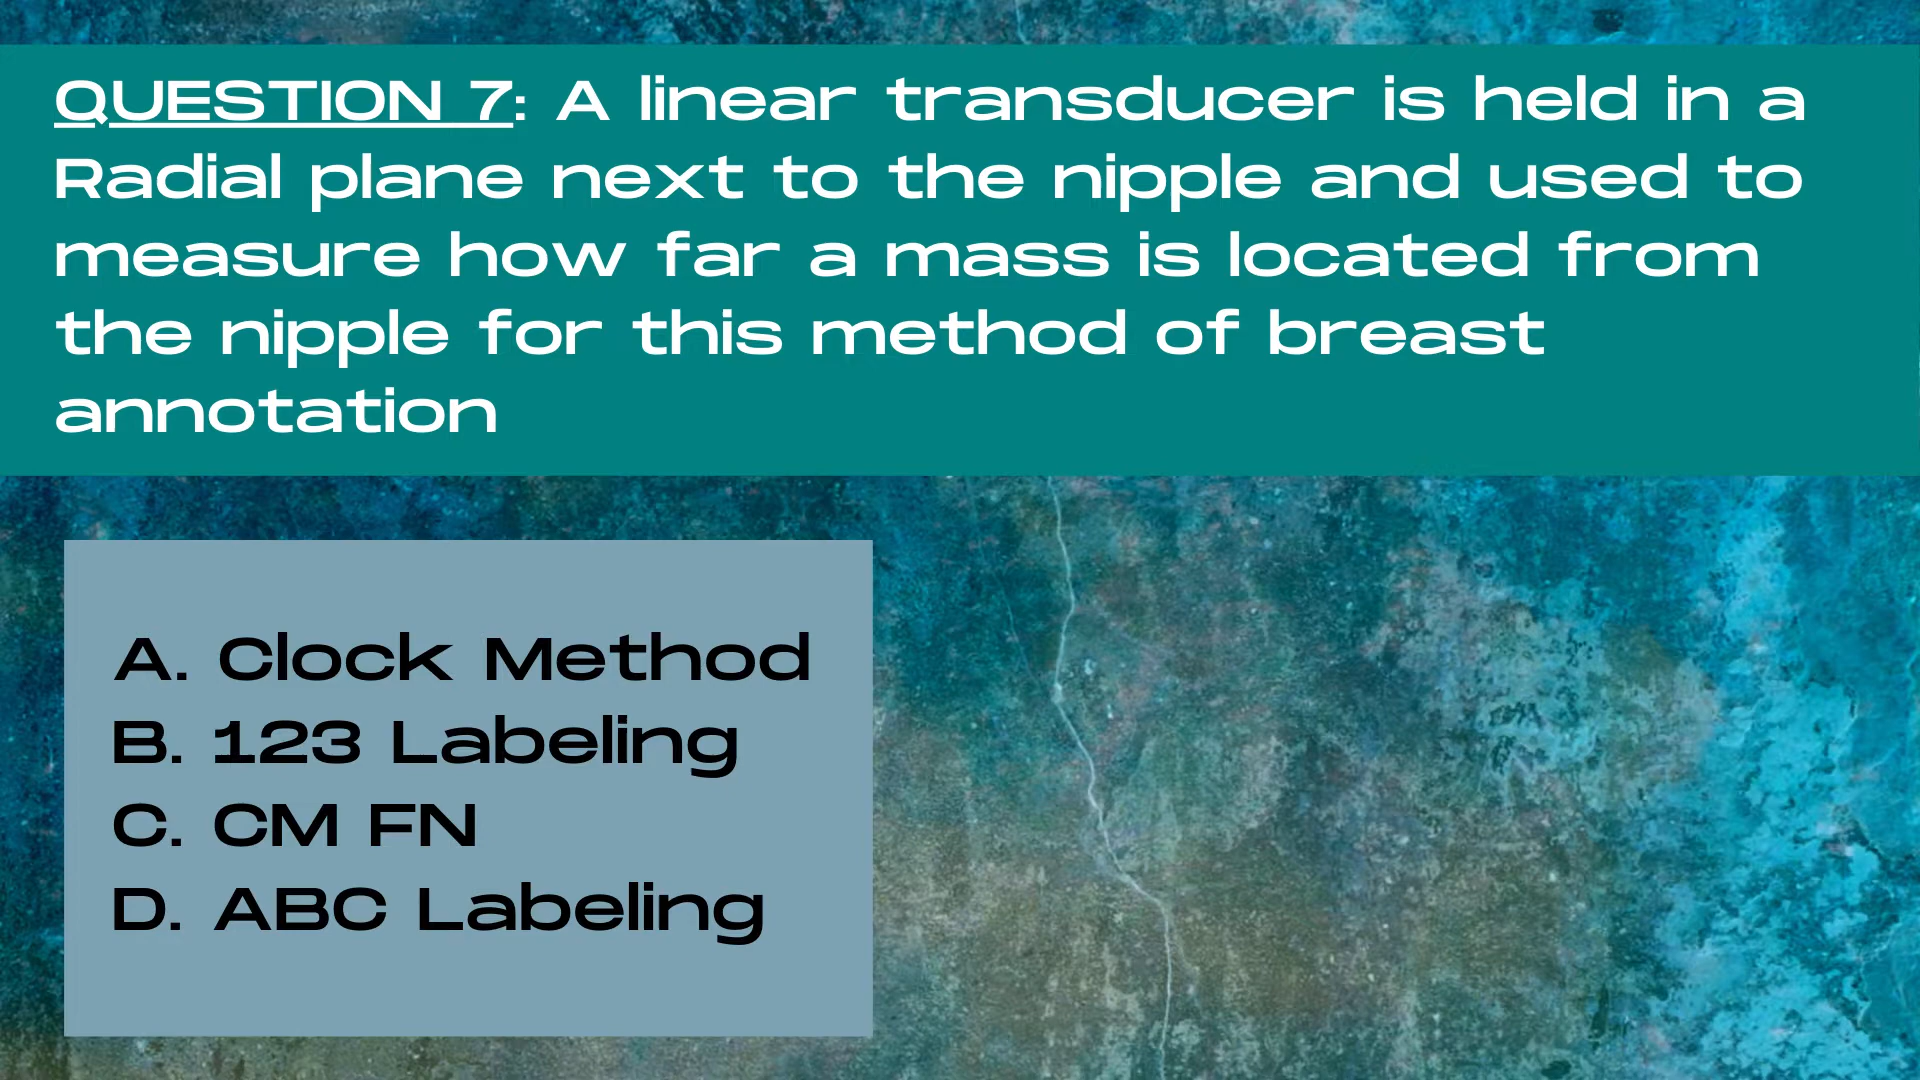 QUESTION 7: A linear transducer is held in a
Radial plane next to the nipple and used to
measure how far a mass is located from
the nipple for this method of breast
annotation
A. Clock Method
B. 123 Labeling
C. CM FN
D. ABC Labeling